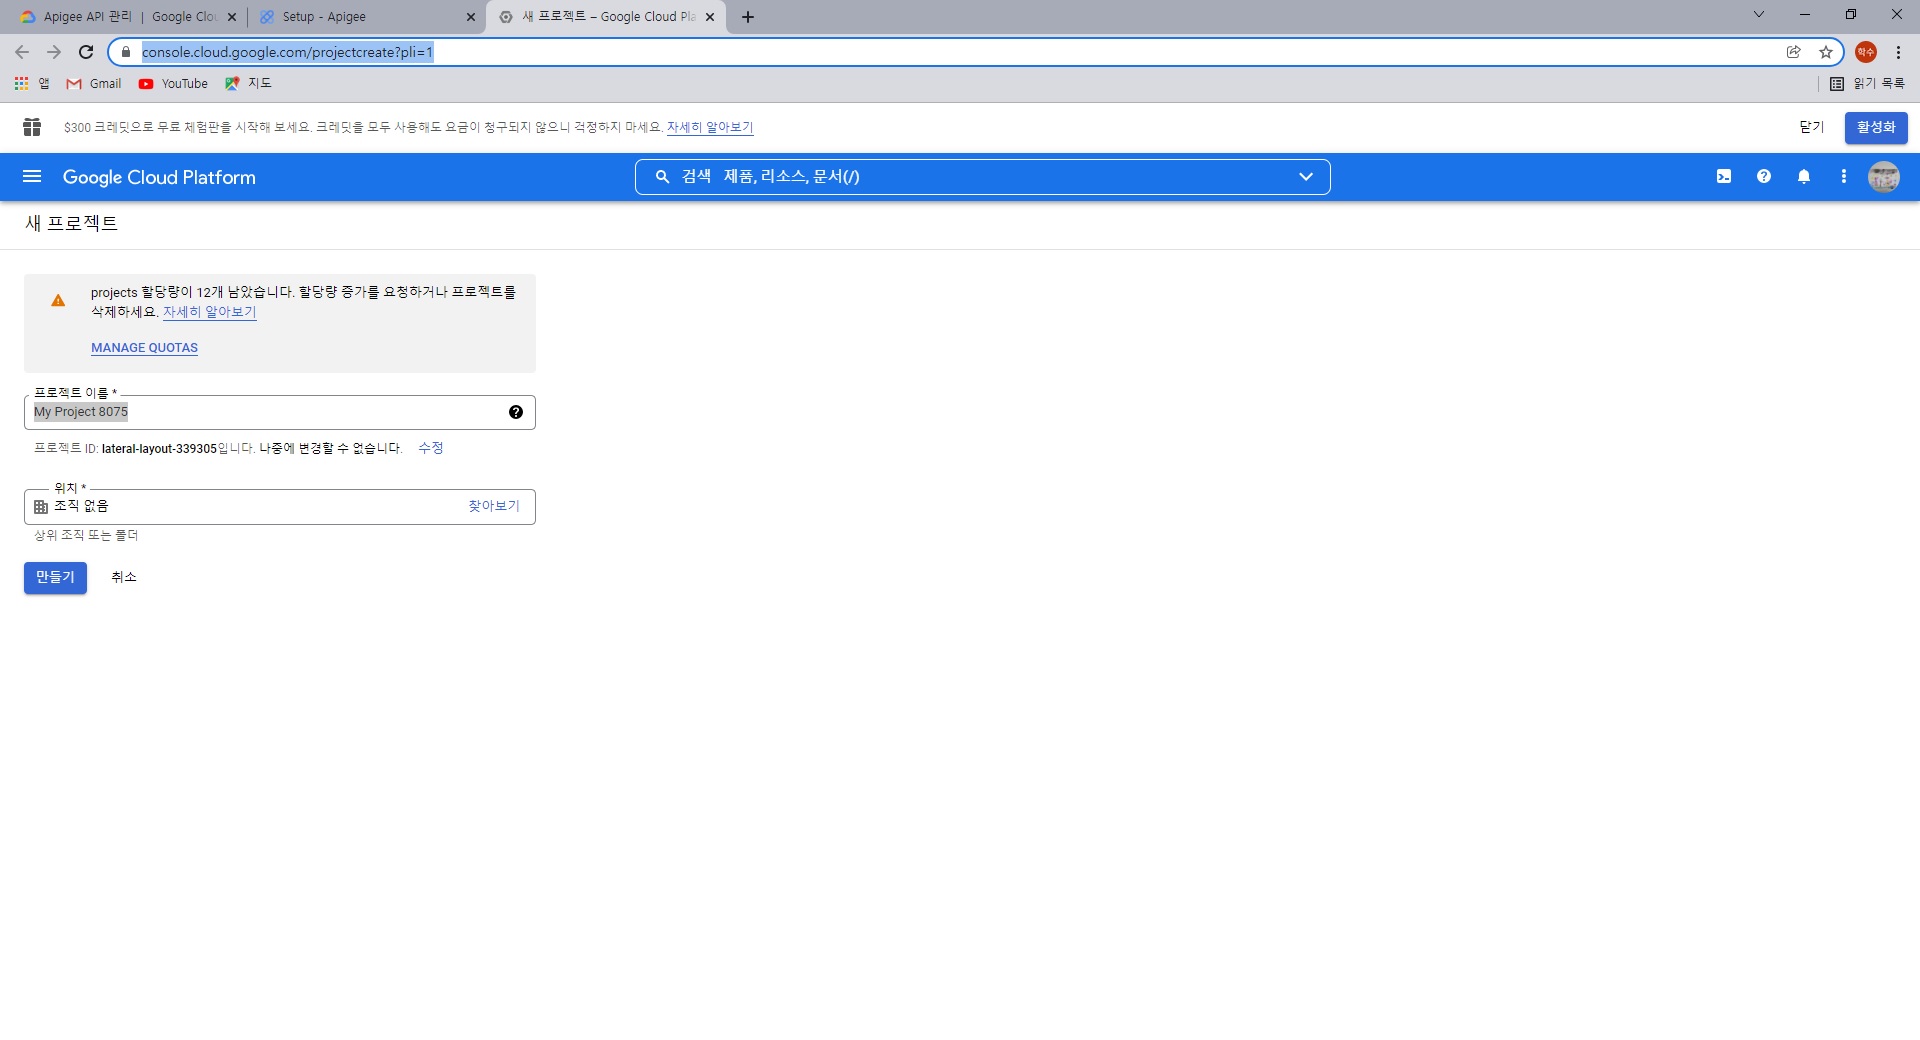 Apigee API 관리 | Google Clou
Setup - Apigee
새 프로젝트 – Google Cloud Pla
console.cloud.google.com/projectcreate?pli=1
학수
앱
Gmail
YouTube
지도
읽기 목록
$300 크레딧으로 무료 체험판을 시작해 보세요. 크레딧을 모두 사용해도 요금이 청구되지 않으니 걱정하지 마세요. 자세히 알아보기
닫기
활성화
Google Cloud Platform
검색 제품, 리소스, 문서(/)
새 프로젝트
projects 할당량이 12개 남았습니다. 할당량 증가를 요청하거나 프로젝트를
삭제하세요. 자세히 알아보기
MANAGE QUOTAS
프로젝트 이름 *
My Project 8075
프로젝트 ID: lateral-layout-339305입니다. 나중에 변경할 수 없습니다. 수정
위치 *
조직 없음
찾아보기
상위 조직 또는 폴더
만들기
취소